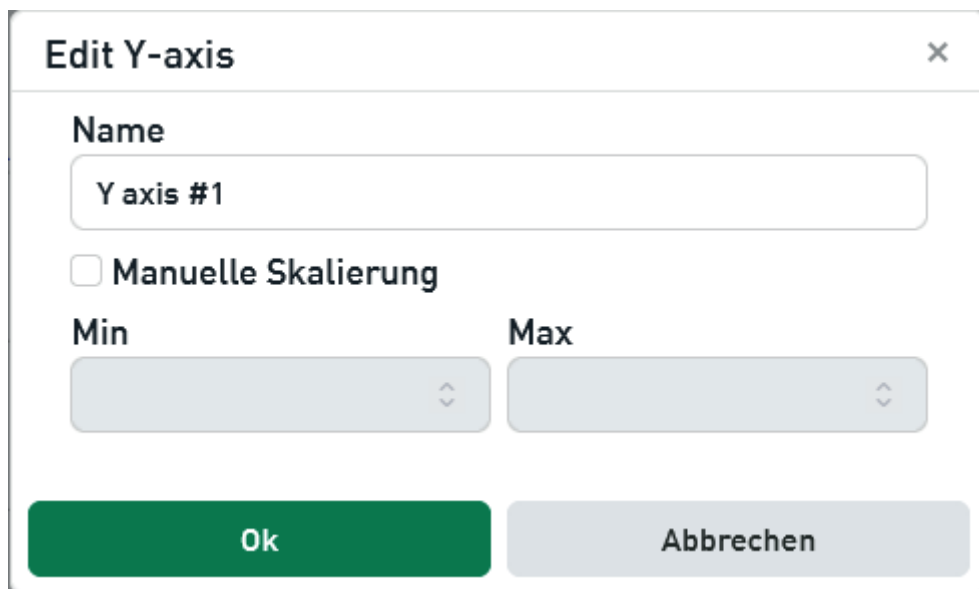 Edit Y-axis ×
Name
Y axis #1
Manuelle Skalierung
Min Max
Ok Abbrechen